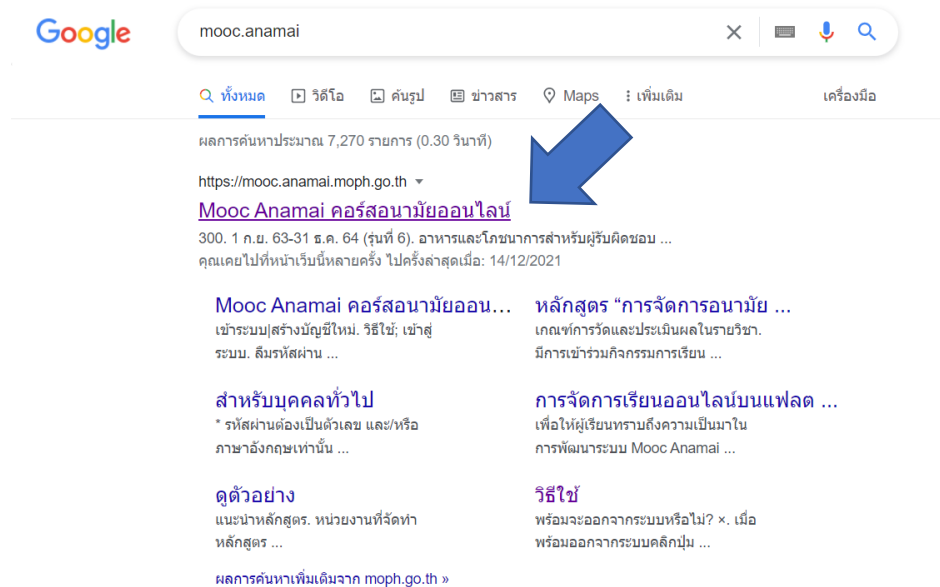 Google
mooc.anamai
ทั้งหมด วิดีโอ ค้นรูป ข่าวสาร Maps เพิ่มเติม เครื่องมือ
ผลการค้นหาประมาณ 7,270 รายการ (0.30 วินาที)
https://mooc.anamai.moph.go.th
Mooc Anamai คอร์สอนามัยออนไลน์
300. 1 ก.ย. 63-31 ธ.ค. 64 (รุ่นที่ 6). อาหารและโภชนาการสำหรับผู้รับผิดชอบ ...
คุณเคยไปที่หน้าเว็บนี้หลายครั้ง ไปครั้งล่าสุดเมื่อ: 14/12/2021
Mooc Anamai คอร์สอนามัยออน...
เข้าระบบ|สร้างบัญชีใหม่. วิธีใช้; เข้าสู่
ระบบ. ลืมรหัสผ่าน ...
หลักสูตร “การจัดการอนามัย ...
เกณฑ์การวัดและประเมินผลในรายวิชา.
มีการเข้าร่วมกิจกรรมการเรียน ...
สำหรับบุคคลทั่วไป
* รหัสผ่านต้องเป็นตัวเลข และ/หรือ
ภาษาอังกฤษเท่านั้น ...
การจัดการเรียนออนไลน์บนแฟลต ...
เพื่อให้ผู้เรียนทราบถึงความเป็นมาใน
การพัฒนาระบบ Mooc Anamai ...
ดูตัวอย่าง
แนะนำหลักสูตร. หน่วยงานที่จัดทำ
หลักสูตร ...
วิธีใช้
พร้อมจะออกจากระบบหรือไม่? ×. เมื่อ
พร้อมออกจากระบบคลิกปุ่ม ...
ผลการค้นหาเพิ่มเติมจาก moph.go.th »